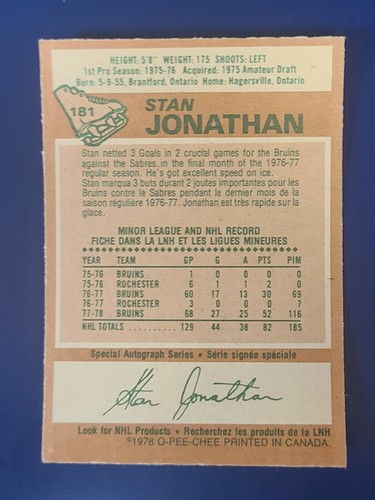 HEIGHT: 5'8" WEIGHT: 175 SHOOTS: LEFT
1st Pro Season: 1975-76 Acquired: 1975 Amateur Draft
Born: 5-9-55, Brantford, Ontario Home: Hagersville, Ontario
181
STAN
JONATHAN
Stan netted 3 Goals in 2 crucial games for the Bruins
against the Sabres in the final month of the 1976-77
regular season. He's got excellent speed on ice.
Stan marqua 3 buts durant 2 joutes importantes pour les
Bruins contre le Sabres pendant le dernier mois de la
saison régulière 1976-77. Jonathan est très rapide sur la
glace.
MINOR LEAGUE AND NHL RECORD
FICHE DANS LA LNH ET LES LIGUES MINEURES
YEAR TEAM GP G A PTS PIM
75-76 BRUINS 1 0 0 0 0
75-76 ROCHESTER 6 1 1 2 0
76-77 BRUINS 60 17 13 30 69
76-77 ROCHESTER 3 0 0 0 7
77-78 BRUINS 68 27 25 52 116
NHL TOTALS .......... 129 44 38 82 185
Special Autograph Series • Série signée spéciale
Stan Jonathan
Look for NHL Products • Recherchez les produits de la LNH
©1978 O-PEE-CHEE PRINTED IN CANADA.